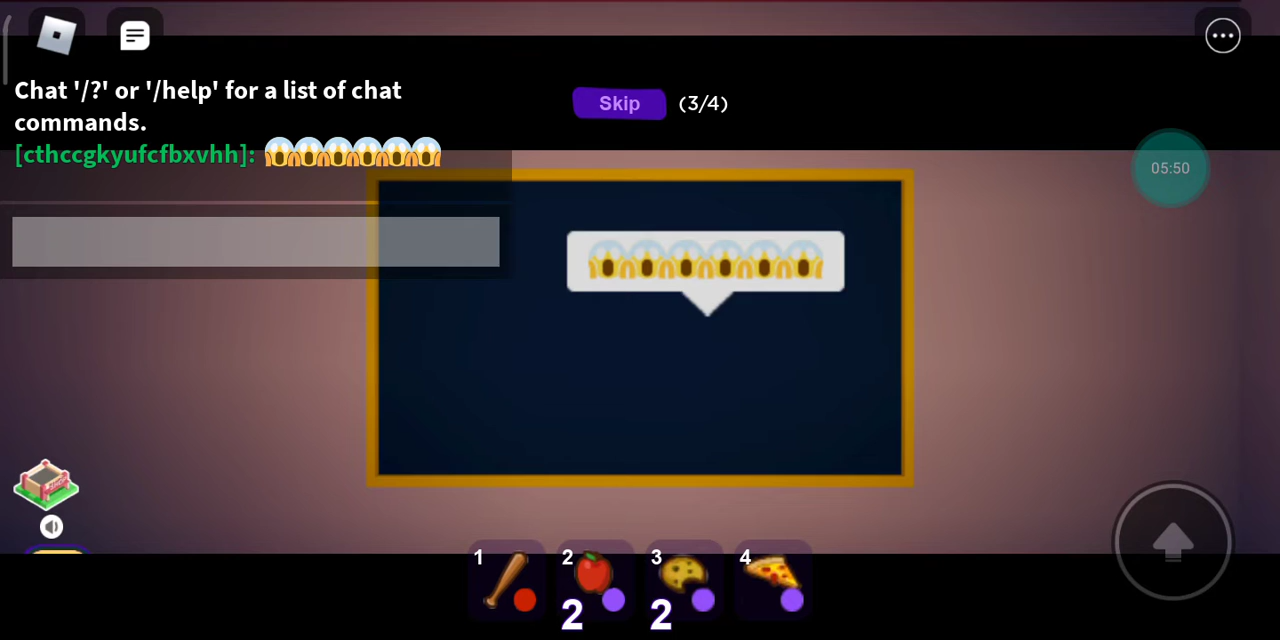 Chat '/?' or '/help' for a list of chat
commands.
[cthccgkyufcfbxvhh]: 😱😱😱😱😱😱
Skip (3/4)
05:50
😱😱😱😱😱😱
1 2 3 4
2 2